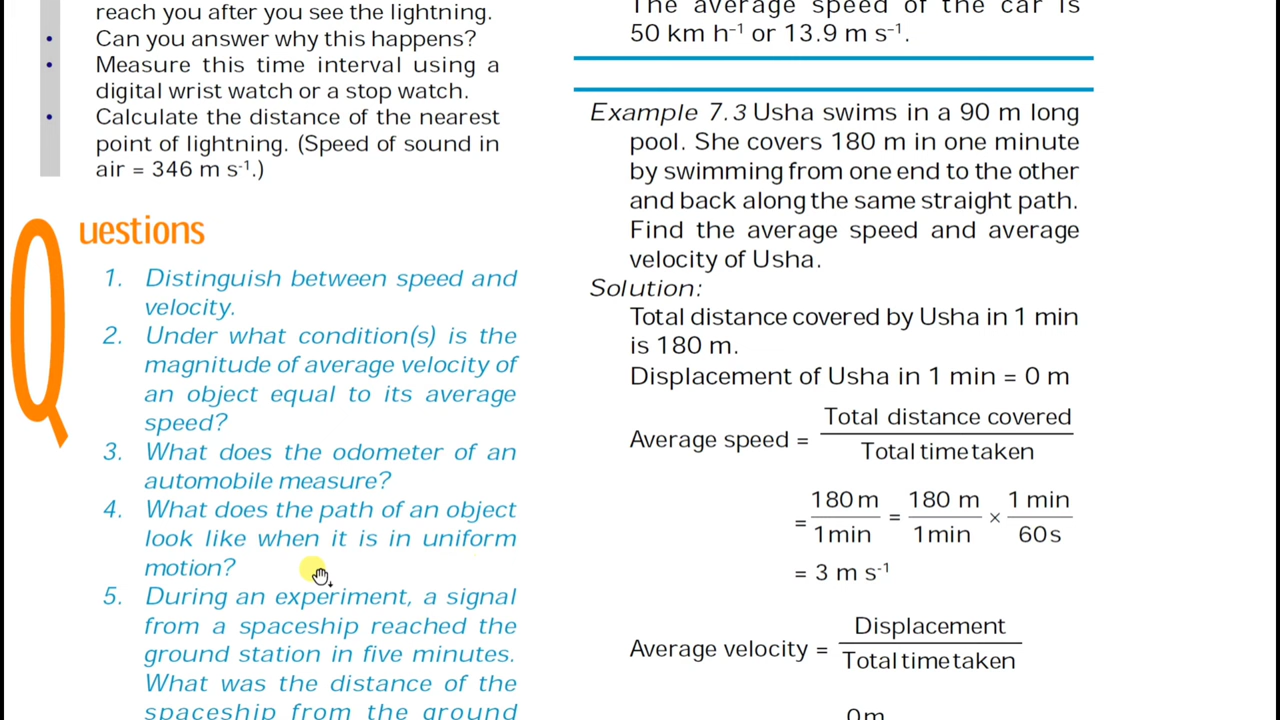 reach you after you see the lightning.
• Can you answer why this happens?
• Measure this time interval using a
digital wrist watch or a stop watch.
• Calculate the distance of the nearest
point of lightning. (Speed of sound in
air = 346 m s⁻¹.)
Questions
1. Distinguish between speed and
velocity.
2. Under what condition(s) is the
magnitude of average velocity of
an object equal to its average
speed?
3. What does the odometer of an
automobile measure?
4. What does the path of an object
look like when it is in uniform
motion?
5. During an experiment, a signal
from a spaceship reached the
ground station in five minutes.
What was the distance of the
spaceship from the ground
The average speed of the car is
50 km h⁻¹ or 13.9 m s⁻¹.
Example 7.3 Usha swims in a 90 m long
pool. She covers 180 m in one minute
by swimming from one end to the other
and back along the same straight path.
Find the average speed and average
velocity of Usha.
Solution:
Total distance covered by Usha in 1 min
is 180 m.
Displacement of Usha in 1 min = 0 m
Average speed = Total distance covered
Total time taken
= 180 m / 1 min = 180 m / 1 min × 1 min / 60 s
= 3 m s⁻¹
Average velocity = Displacement
Total time taken
0 m